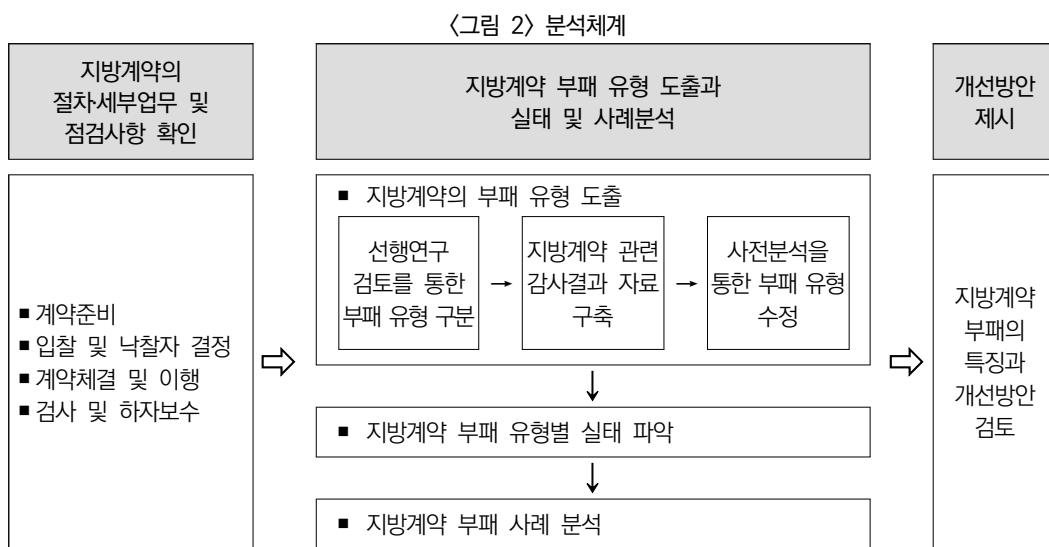 〈그림 2〉 분석체계
지방계약의
절차·세부업무 및
점검사항 확인
지방계약 부패 유형 도출과
실태 및 사례분석
개선방안
제시
■ 계약준비
■ 입찰 및 낙찰자 결정
■ 계약체결 및 이행
■ 검사 및 하자보수
■ 지방계약의 부패 유형 도출
선행연구
검토를 통한
부패 유형 구분
→
지방계약 관련
감사결과 자료
구축
→
사전분석을
통한 부패 유형
수정
■ 지방계약 부패 유형별 실태 파악
■ 지방계약 부패 사례 분석
지방계약
부패의
특징과
개선방안
검토